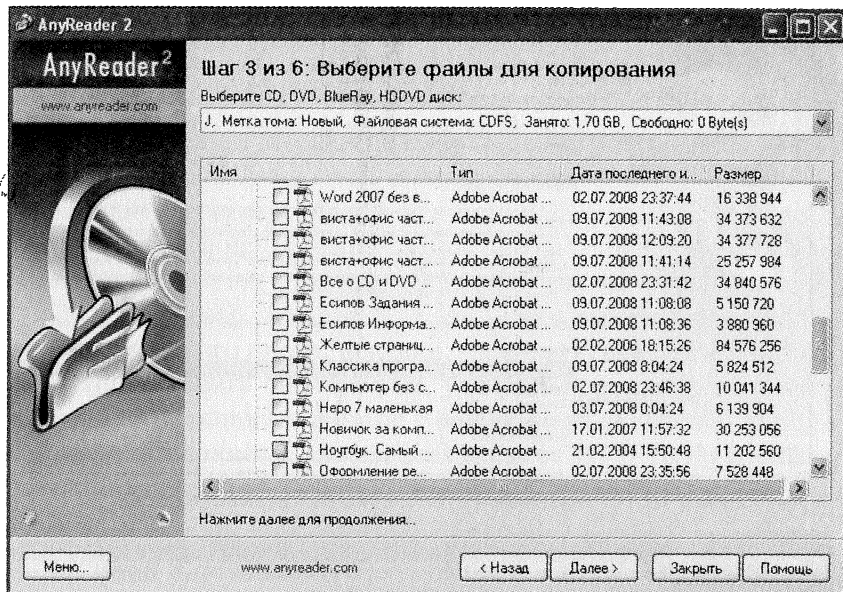 AnyReader 2
AnyReader²
www.anyreader.com
Шаг 3 из 6: Выберите файлы для копирования
Выберите CD, DVD, BlueRay, HDDVD диск:
J, Метка тома: Новый, Файловая система: CDFS, Занято: 1,70 GB, Свободно: 0 Byte(s)
Имя Тип Дата последнего и... Размер
Word 2007 без в... Adobe Acrobat ... 02.07.2008 23:37:44 16 338 944
виста+офис част... Adobe Acrobat ... 09.07.2008 11:43:08 34 373 632
виста+офис част... Adobe Acrobat ... 09.07.2008 12:09:20 34 377 728
виста+офис част... Adobe Acrobat ... 09.07.2008 11:41:14 25 257 984
Все о CD и DVD ... Adobe Acrobat ... 02.07.2008 23:31:42 34 840 576
Есипов Задания ... Adobe Acrobat ... 09.07.2008 11:08:08 5 150 720
Есипов Информа... Adobe Acrobat ... 09.07.2008 11:08:36 3 880 960
Желтые страниц... Adobe Acrobat ... 02.02.2006 18:15:26 84 576 256
Классика програ... Adobe Acrobat ... 09.07.2008 8:04:24 5 824 512
Компьютер без с... Adobe Acrobat ... 02.07.2008 23:46:38 10 041 344
Неро 7 маленькая Adobe Acrobat ... 03.07.2008 0:04:24 6 139 904
Новичок за комп... Adobe Acrobat ... 17.01.2007 11:57:32 30 253 056
Ноутбук. Самый ... Adobe Acrobat ... 21.02.2004 15:50:48 11 202 560
Оформление ре... Adobe Acrobat ... 02.07.2008 23:35:56 7 528 448
Нажмите далее для продолжения...
Меню... www.anyreader.com < Назад Далее > Закрыть Помощь